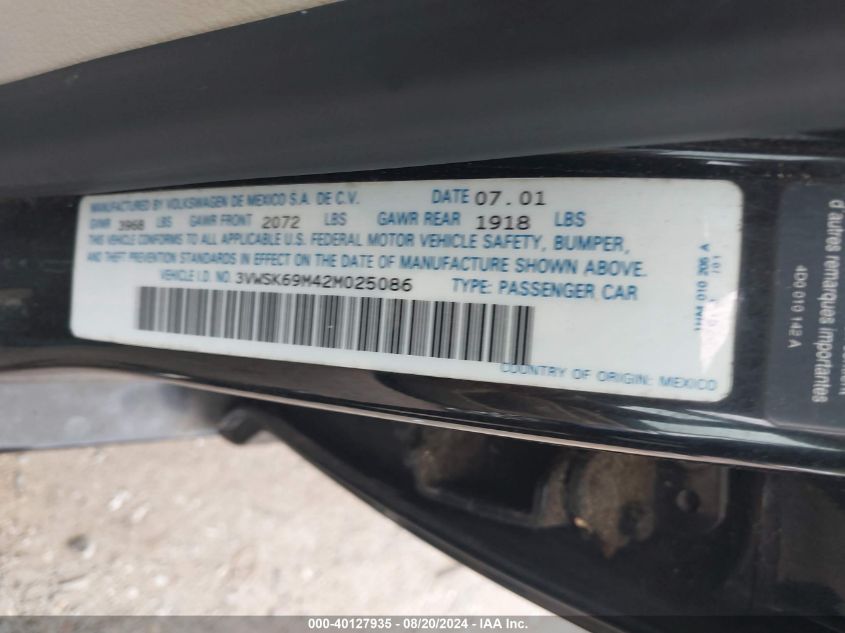 MANUFACTURED BY VOLKSWAGEN DE MEXICO S.A. DE C.V. DATE 07.01
GVWR 3968 LBS GAWR FRONT 2072 LBS GAWR REAR 1918 LBS
THIS VEHICLE CONFORMS TO ALL APPLICABLE U.S. FEDERAL MOTOR VEHICLE SAFETY, BUMPER,
AND THEFT PREVENTION STANDARDS IN EFFECT ON THE DATE OF MANUFACTURE SHOWN ABOVE.
VEHICLE I.D. NO. 3VWSK69M42M025086 TYPE: PASSENGER CAR
COUNTRY OF ORIGIN: MEXICO
1HM 010 206 A
d'autres remarques importantes
4D0 010 142 A
000-40127935 - 08/20/2024 - IAA Inc.